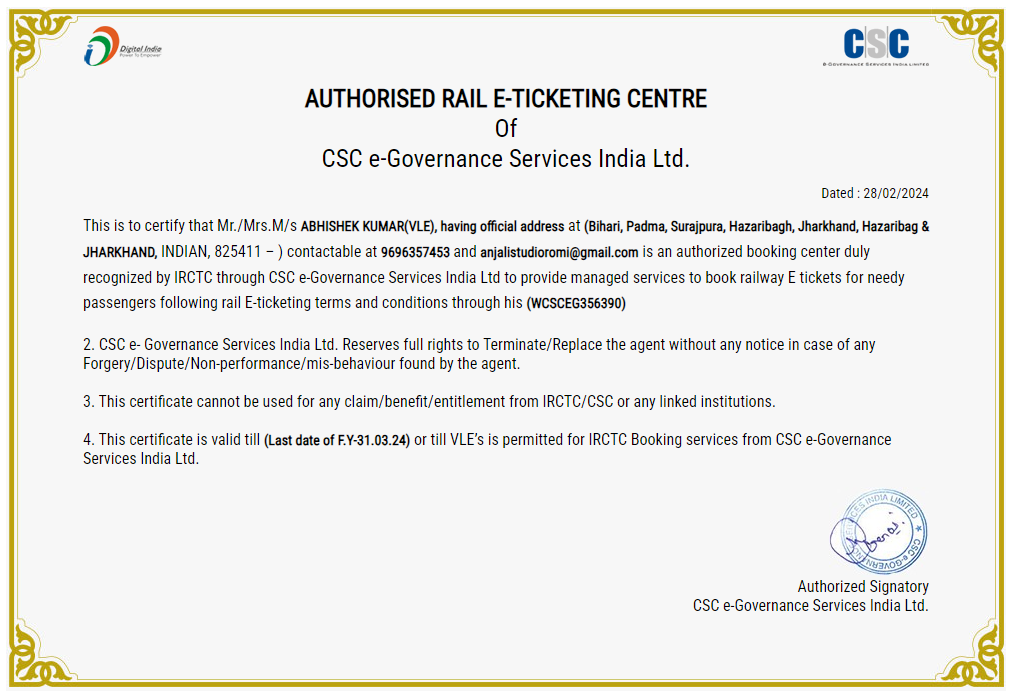 Digital India
Power To Empower
CSC
E-GOVERNANCE SERVICES INDIA LIMITED
AUTHORISED RAIL E-TICKETING CENTRE
Of
CSC e-Governance Services India Ltd.
Dated : 28/02/2024
This is to certify that Mr./Mrs.M/s ABHISHEK KUMAR(VLE), having official address at (Bihari, Padma, Surajpura, Hazaribagh, Jharkhand, Hazaribag &
JHARKHAND, INDIAN, 825411 – ) contactable at 9696357453 and anjalistudioromi@gmail.com is an authorized booking center duly
recognized by IRCTC through CSC e-Governance Services India Ltd to provide managed services to book railway E tickets for needy
passengers following rail E-ticketing terms and conditions through his (WCSCEG356390)
2. CSC e- Governance Services India Ltd. Reserves full rights to Terminate/Replace the agent without any notice in case of any
Forgery/Dispute/Non-performance/mis-behaviour found by the agent.
3. This certificate cannot be used for any claim/benefit/entitlement from IRCTC/CSC or any linked institutions.
4. This certificate is valid till (Last date of F.Y-31.03.24) or till VLE's is permitted for IRCTC Booking services from CSC e-Governance
Services India Ltd.
CSC e-GOVERNANCE SERVICES INDIA LIMITED
Authorized Signatory
CSC e-Governance Services India Ltd.